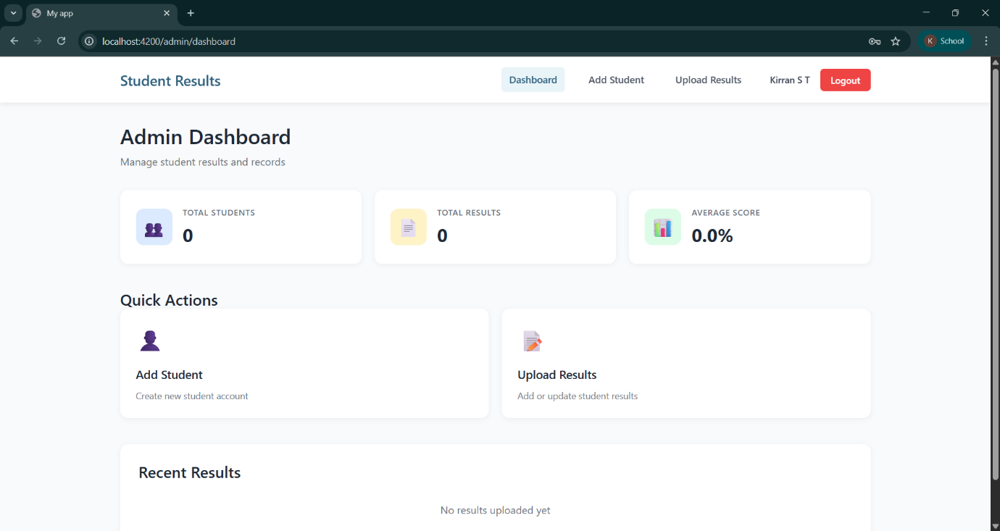 My app
localhost:4200/admin/dashboard
K School
Student Results
Dashboard Add Student Upload Results Kirran S T Logout
Admin Dashboard
Manage student results and records
TOTAL STUDENTS
0
TOTAL RESULTS
0
AVERAGE SCORE
0.0%
Quick Actions
Add Student
Create new student account
Upload Results
Add or update student results
Recent Results
No results uploaded yet